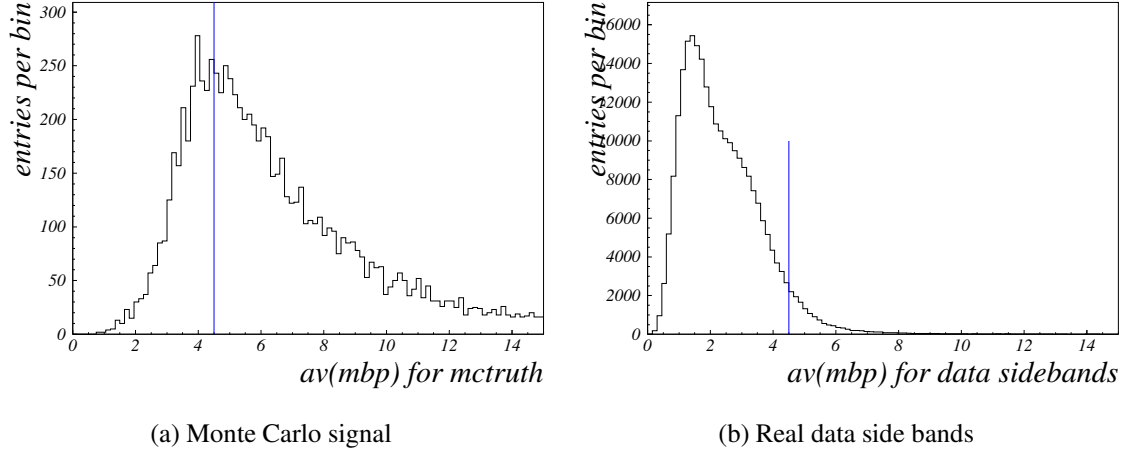 entries per bin
300
250
200
150
100
50
0
0 2 4 6 8 10 12 14
av(mbp) for mctruth
(a) Monte Carlo signal
entries per bin
16000
14000
12000
10000
8000
6000
4000
2000
0
0 2 4 6 8 10 12 14
av(mbp) for data sidebands
(b) Real data side bands